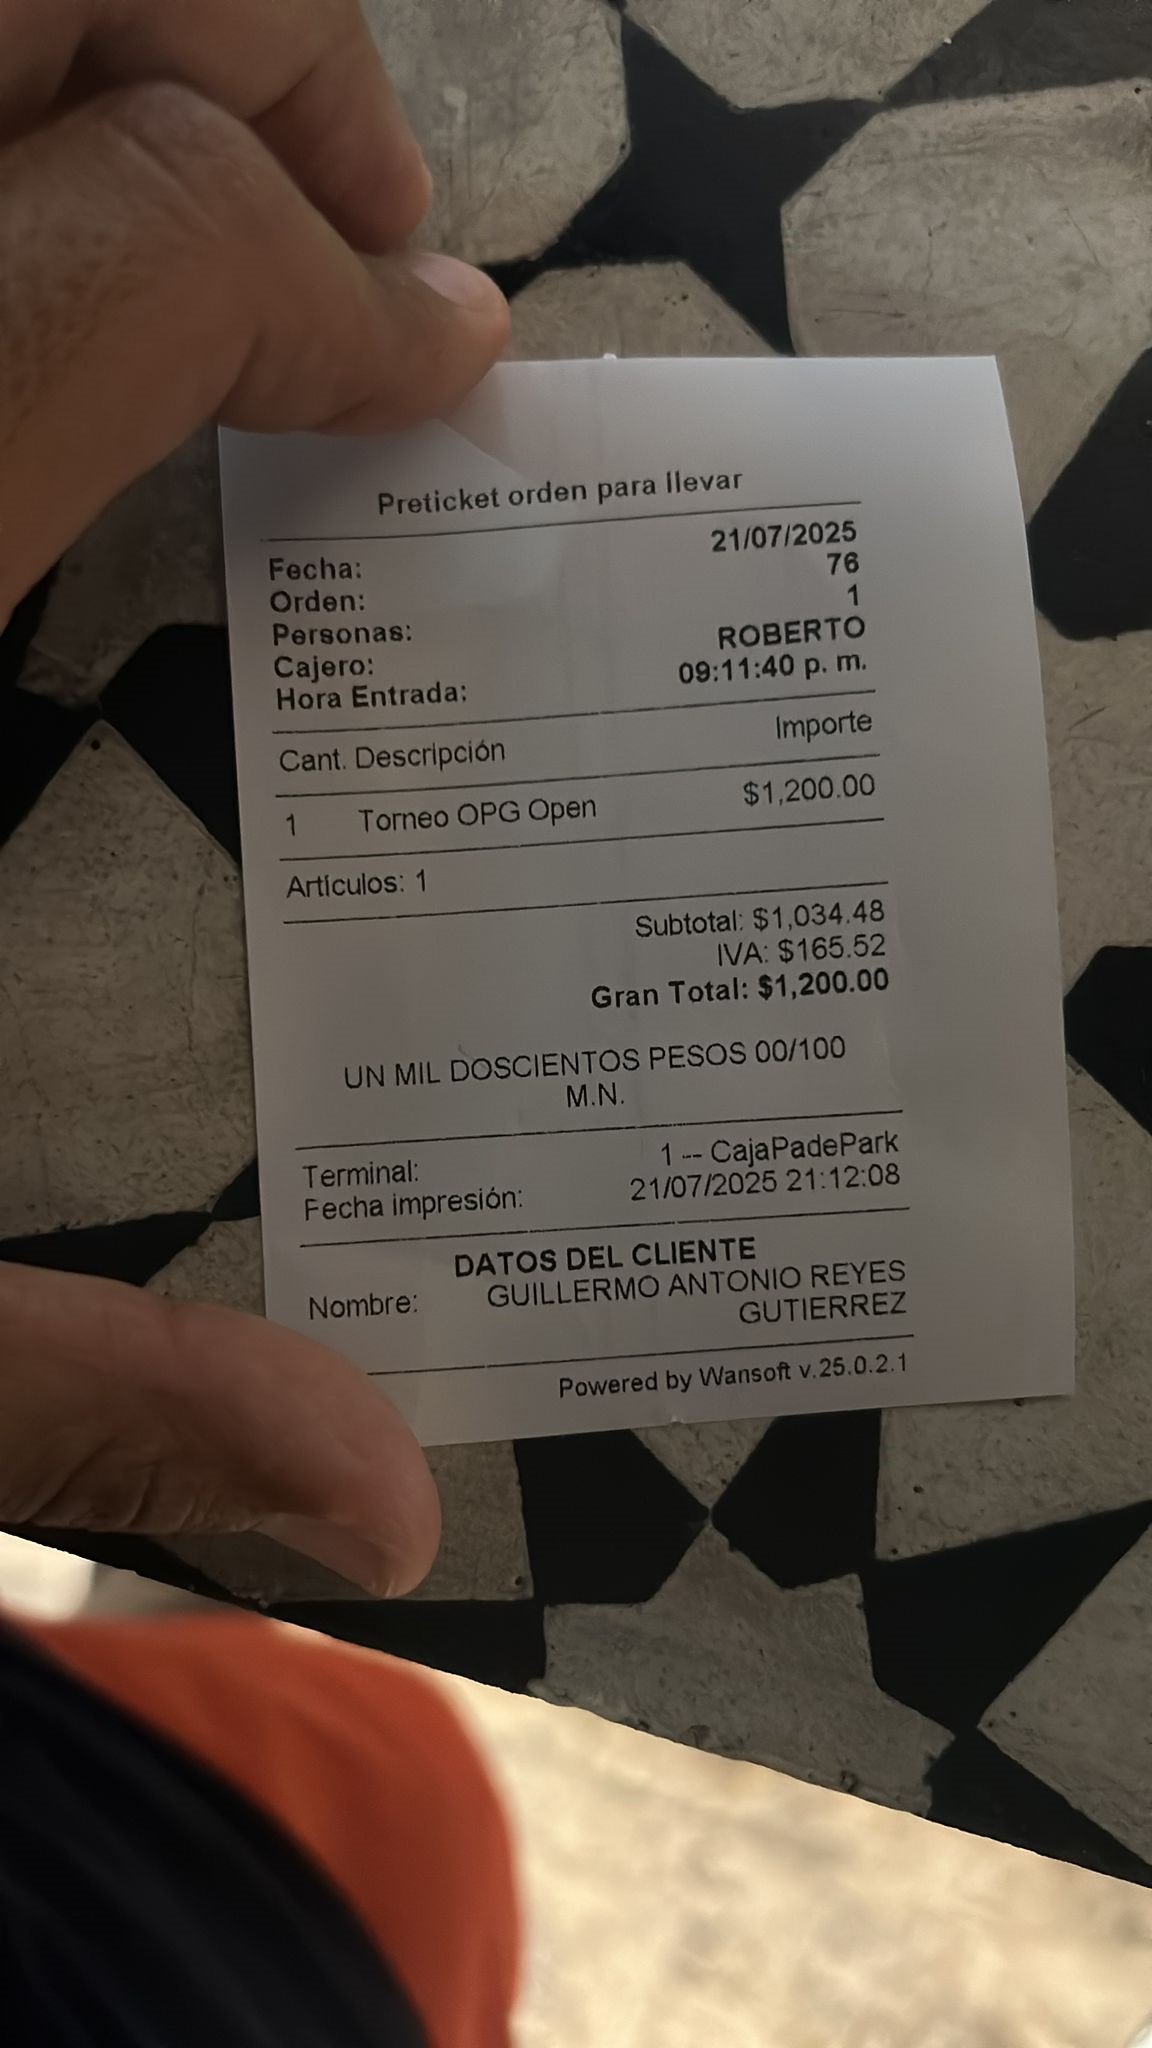 Preticket orden para llevar
Fecha: 21/07/2025
Orden: 76
Personas: 1
Cajero: ROBERTO
Hora Entrada: 09:11:40 p. m.
Cant. Descripción Importe
1 Torneo OPG Open $1,200.00
Artículos: 1
Subtotal: $1,034.48
IVA: $165.52
Gran Total: $1,200.00
UN MIL DOSCIENTOS PESOS 00/100
M.N.
Terminal: 1 -- CajaPadePark
Fecha impresión: 21/07/2025 21:12:08
DATOS DEL CLIENTE
Nombre: GUILLERMO ANTONIO REYES
GUTIERREZ
Powered by Wansoft v.25.0.2.1